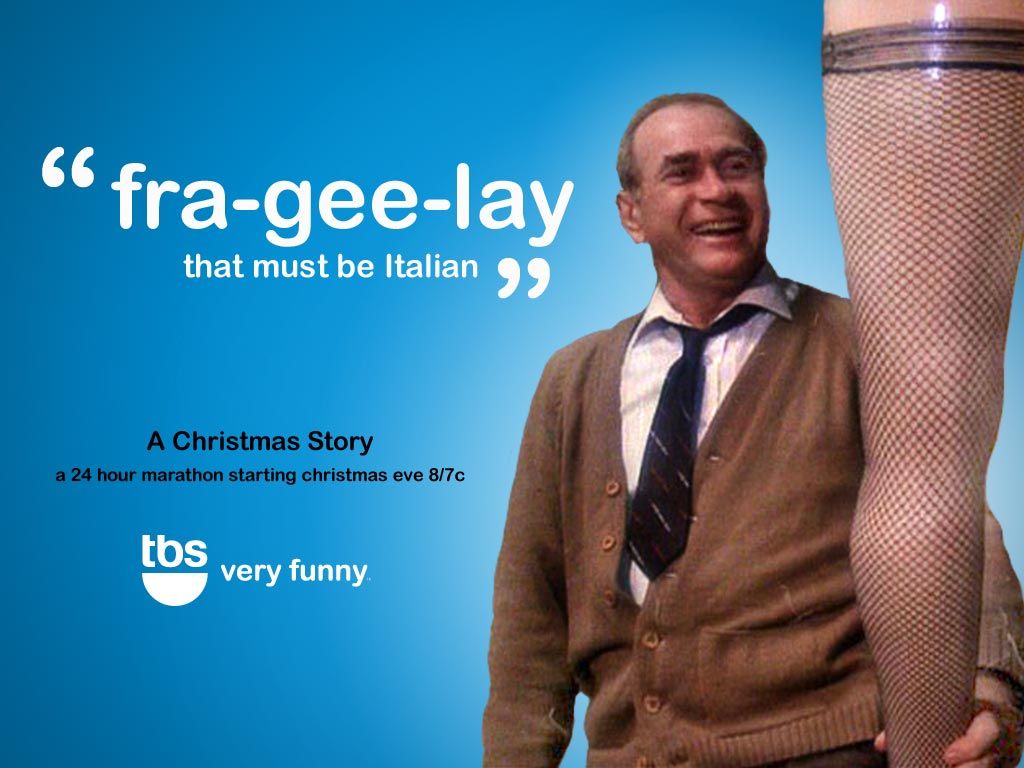 “fra-gee-lay
that must be Italian”
A Christmas Story
a 24 hour marathon starting christmas eve 8/7c
tbs
very funny